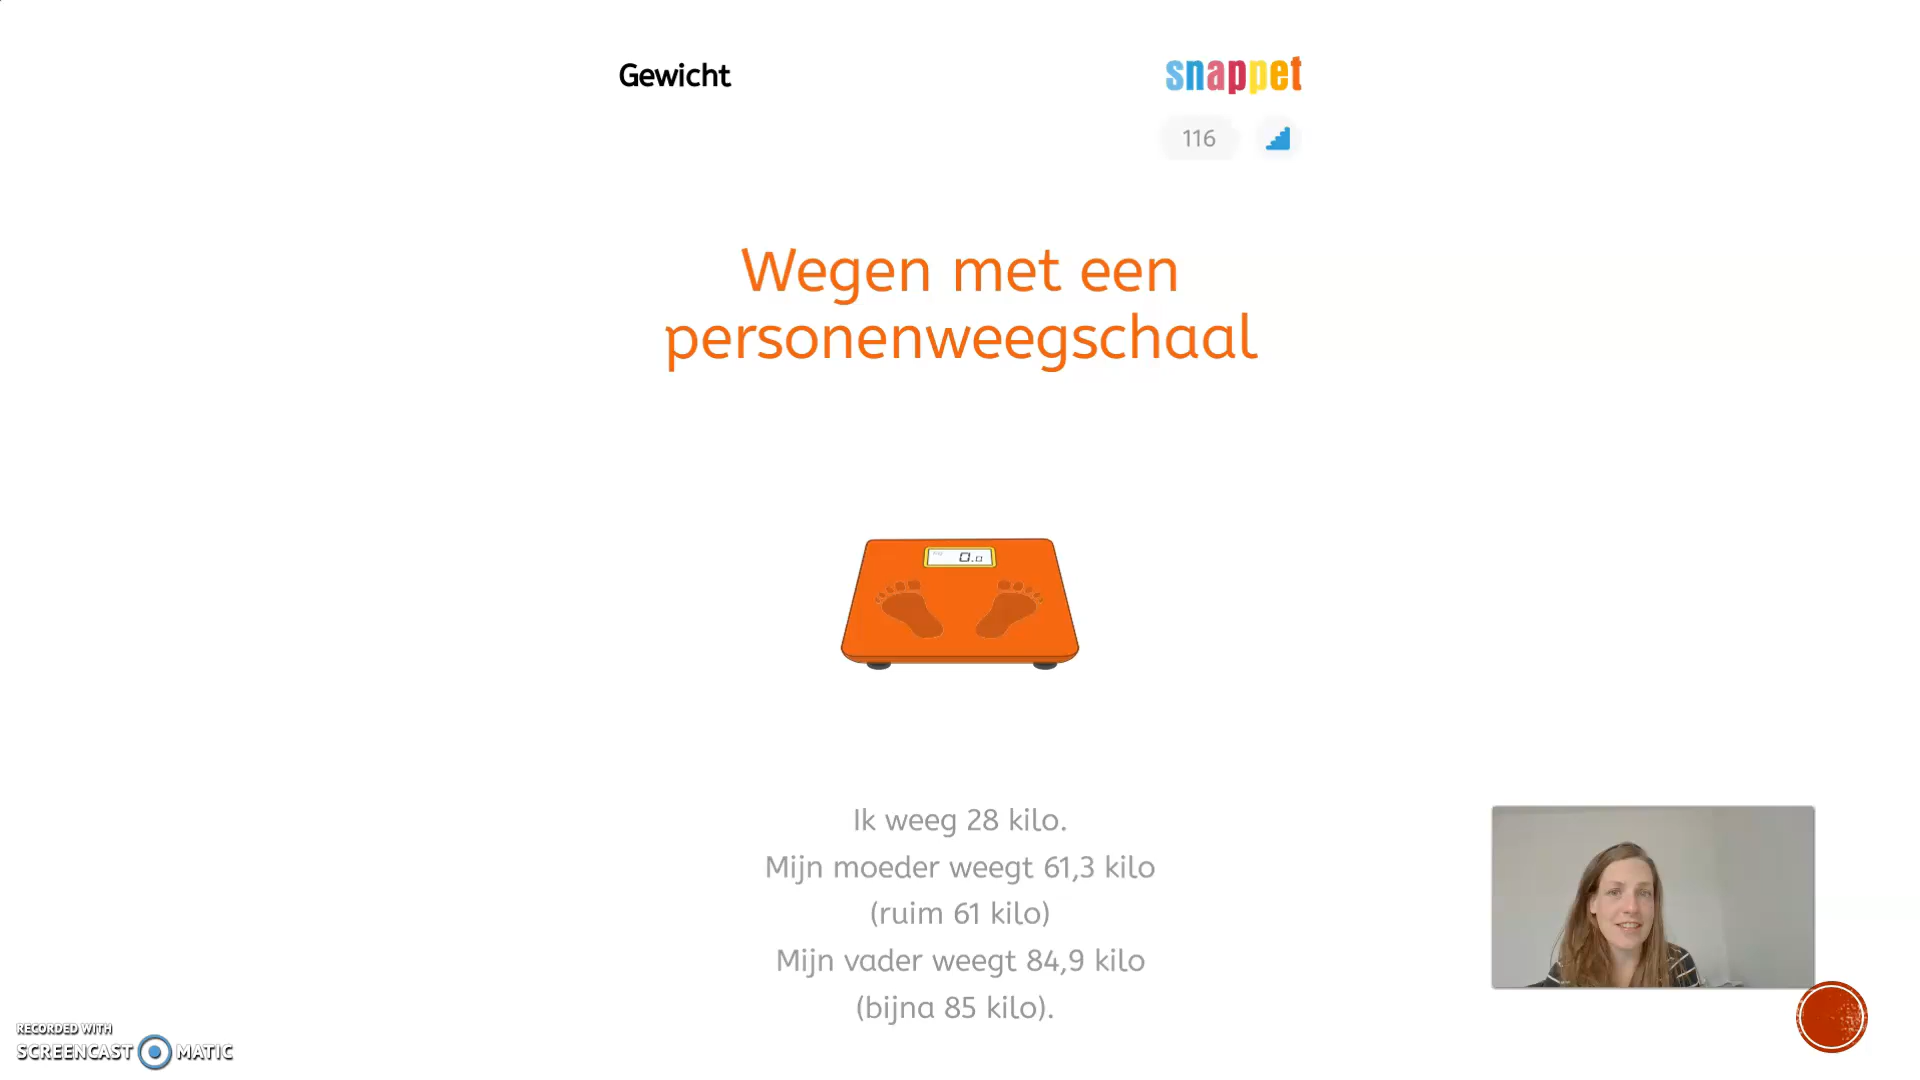 Gewicht
snappet
116
Wegen met een
personenweegschaal
0.0
Ik weeg 28 kilo.
Mijn moeder weegt 61,3 kilo
(ruim 61 kilo)
Mijn vader weegt 84,9 kilo
(bijna 85 kilo).
RECORDED WITH
SCREENCAST MATIC